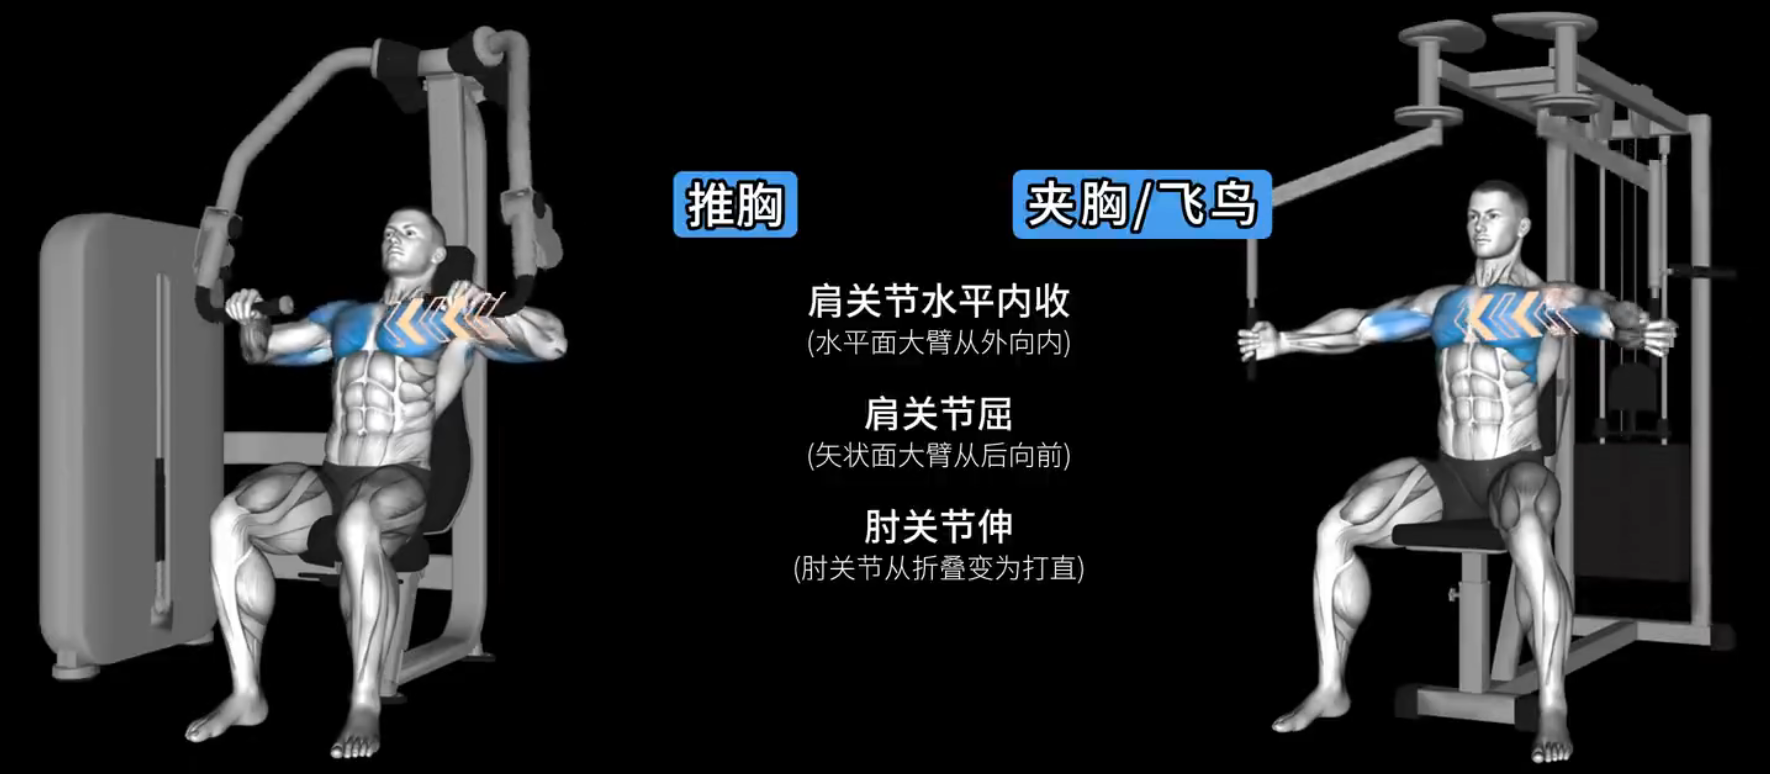 推胸
夹胸/飞鸟
肩关节水平内收
(水平面大臂从外向内)
肩关节屈
(矢状面大臂从后向前)
肘关节伸
(肘关节从折叠变为打直)